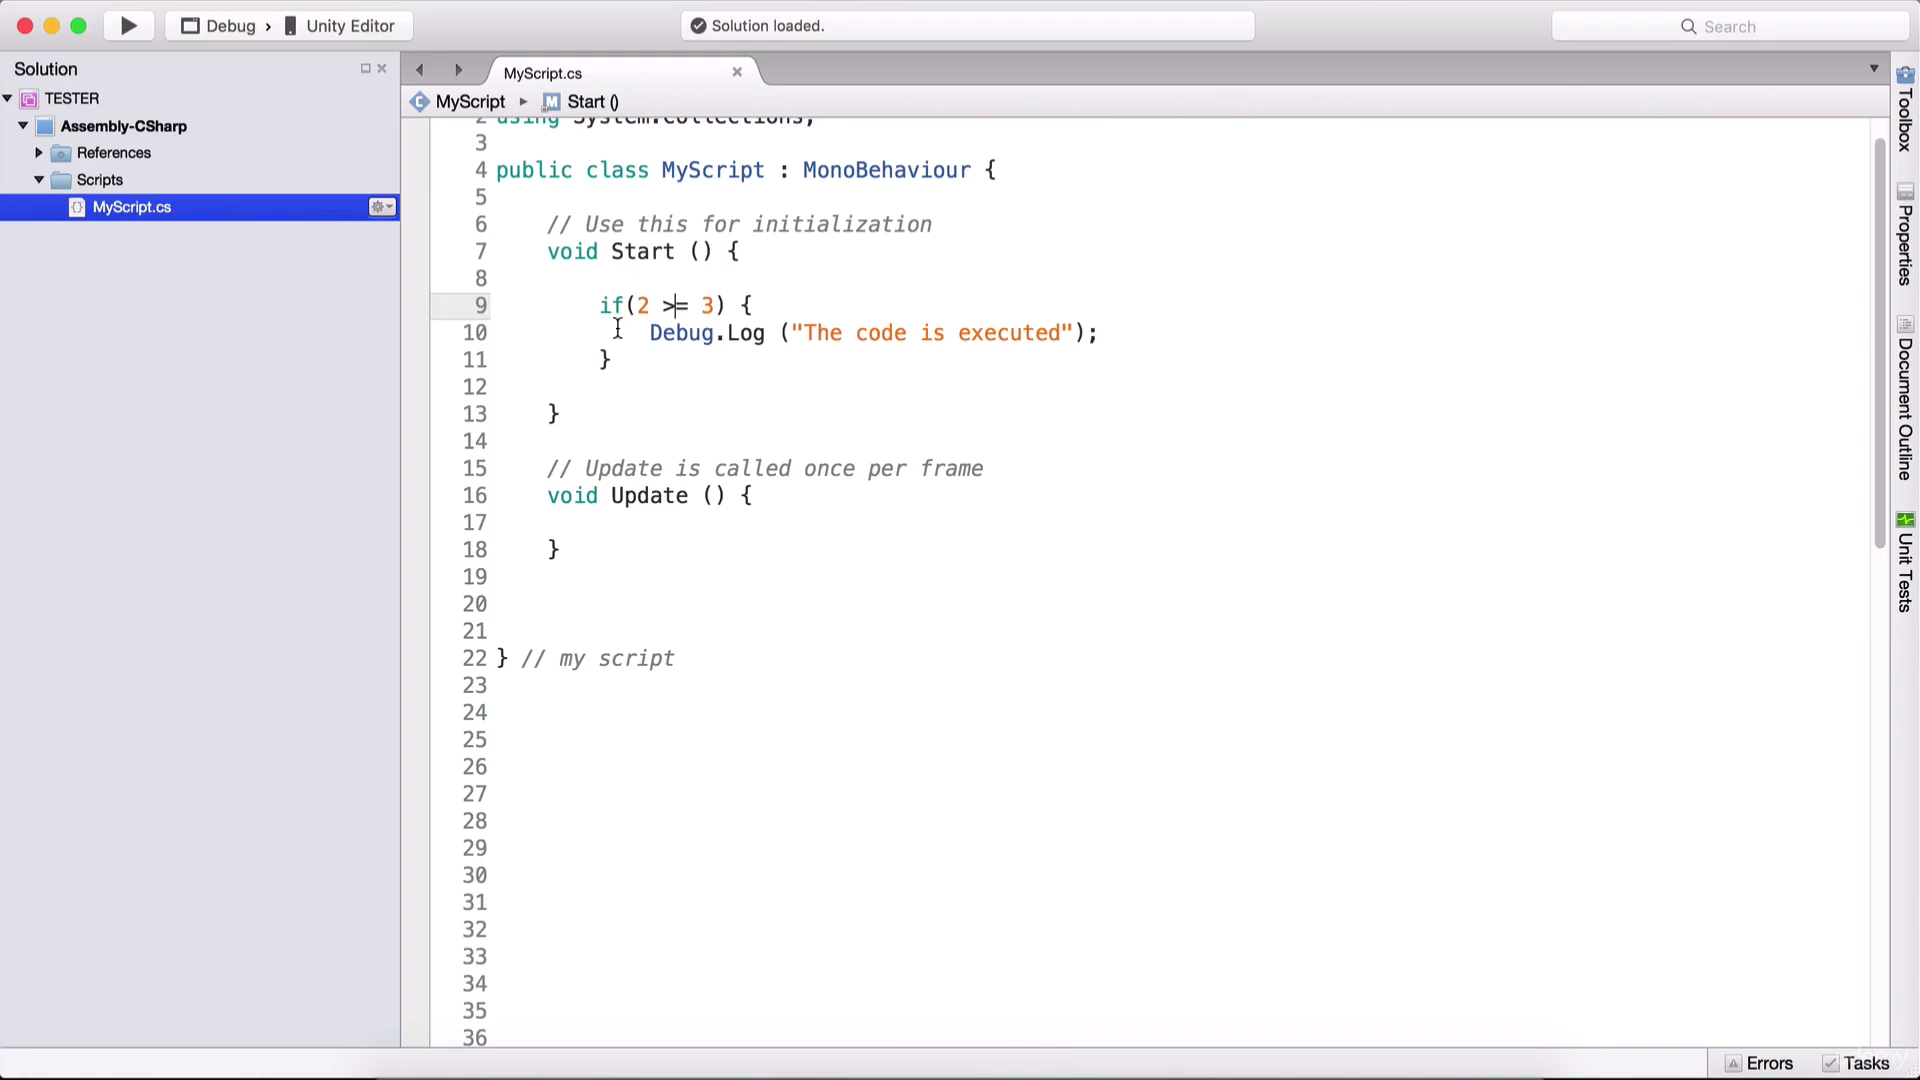 Debug › Unity Editor
Solution loaded.
Search
Solution
TESTER
Assembly-CSharp
References
Scripts
MyScript.cs
MyScript.cs
MyScript ▸ Start ()
2 using System.Collections;
3
4 public class MyScript : MonoBehaviour {
5
6 // Use this for initialization
7 void Start () {
8
9 if(2 >= 3) {
10 Debug.Log ("The code is executed");
11 }
12
13 }
14
15 // Update is called once per frame
16 void Update () {
17
18 }
19
20
21
22 } // my script
23
24
25
26
27
28
29
30
31
32
33
34
35
36
Toolbox
Properties
Document Outline
Unit Tests
Errors
Tasks